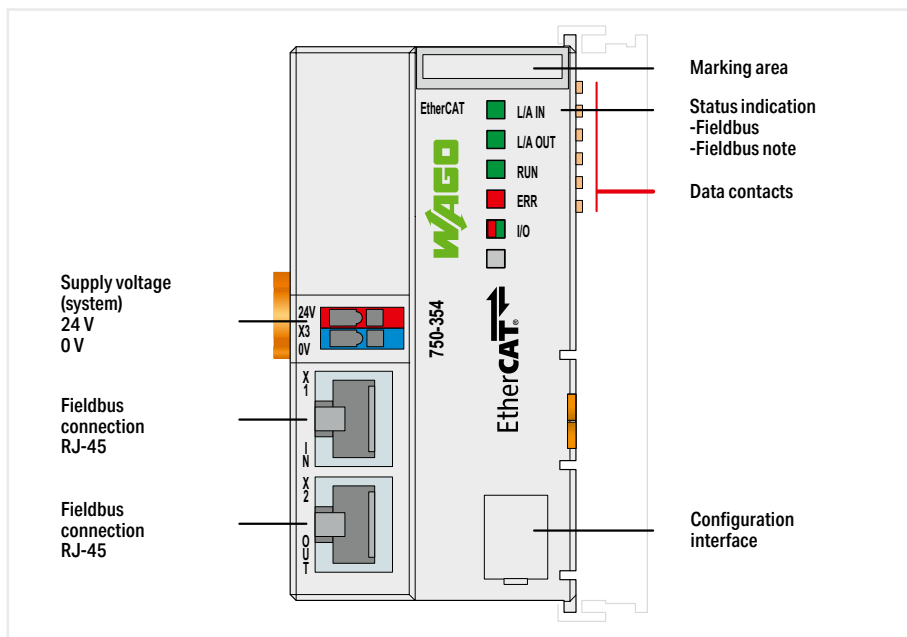 Marking area
Status indication
-Fieldbus
-Fieldbus note
Data contacts
EtherCAT
L/A IN
L/A OUT
RUN
ERR
I/O
WAGO
750-354
EtherCAT®
Supply voltage
(system)
24 V
0 V
24V
X3
0V
Fieldbus
connection
RJ-45
X1
IN
Fieldbus
connection
RJ-45
X2
OUT
Configuration
interface